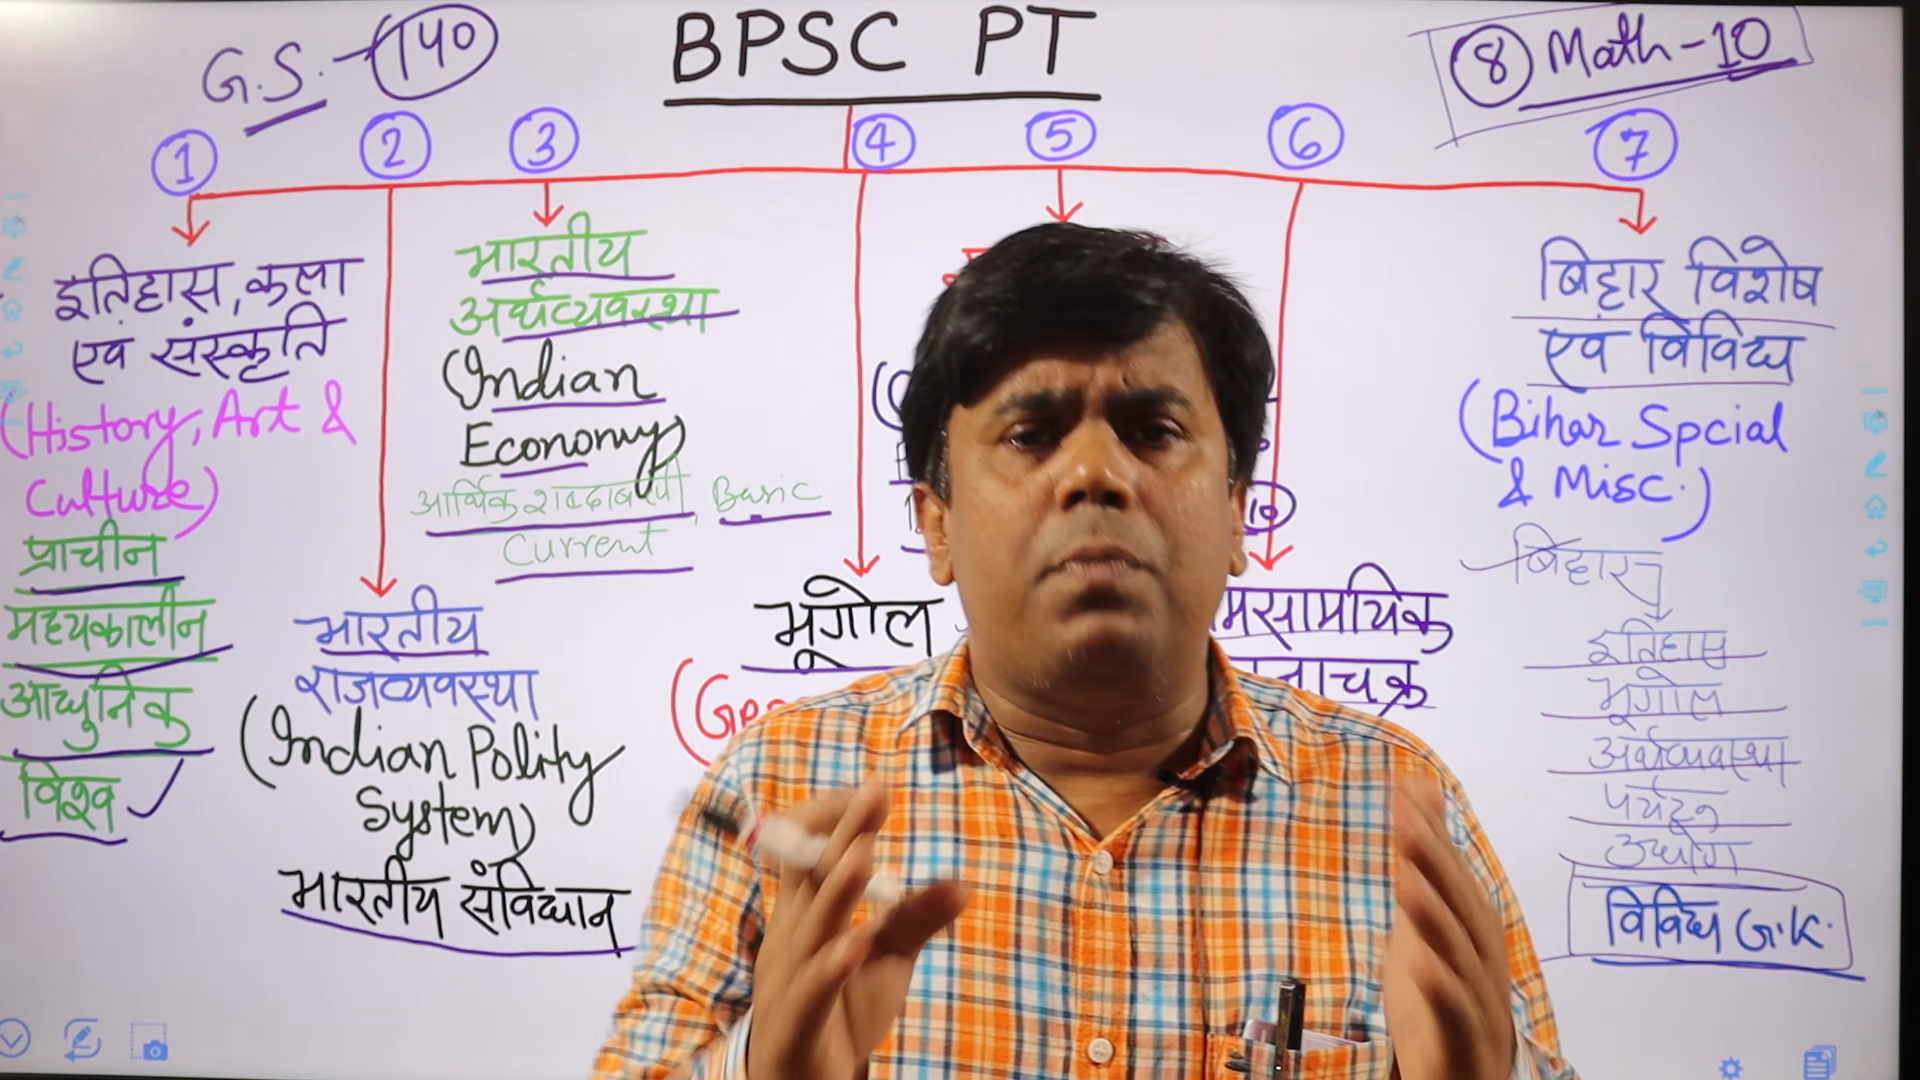 G.S. - 140
BPSC PT
8 Math - 10
1
2
3
4
5
6
7
इतिहास, कला
एवं संस्कृति
(History, Art &
Culture)
प्राचीन
मध्यकालीन
आधुनिक
विश्व
भारतीय
राजव्यवस्था
(Indian Polity
System)
भारतीय संविधान
भारतीय
अर्थव्यवस्था
(Indian
Economy)
आर्थिक शब्दावली, Basic
Current
भूगोल
मसामयिक
नाचक्र
बिहार विशेष
एवं विविध
(Bihar Spcial
& Misc.)
बिहार
इतिहास
भूगोल
अर्थव्यवस्था
पर्यटन
उद्योग
विविध G.K.